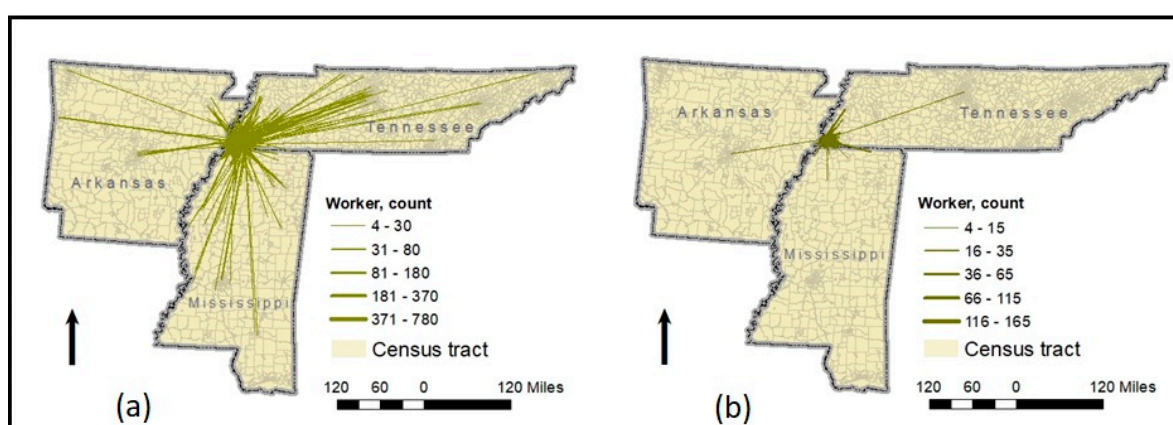 Arkansas
Tennessee
Mississippi
Worker, count
4 - 30
31 - 80
81 - 180
181 - 370
371 - 780
Census tract
120 60 0 120 Miles
(a)
Arkansas
Tennessee
Mississippi
Worker, count
4 - 15
16 - 35
36 - 65
66 - 115
116 - 165
Census tract
120 60 0 120 Miles
(b)